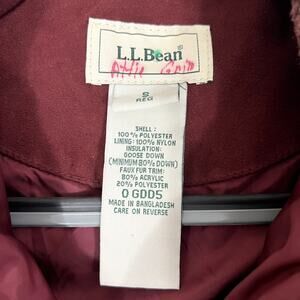 L.L.Bean®
S
REG
SHELL:
100% POLYESTER
LINING: 100% NYLON
INSULATION:
GOOSE DOWN
(MINIMUM 80% DOWN)
FAUX FUR TRIM:
80% ACRYLIC
20% POLYESTER
0 GDD5
MADE IN BANGLADESH
CARE ON REVERSE